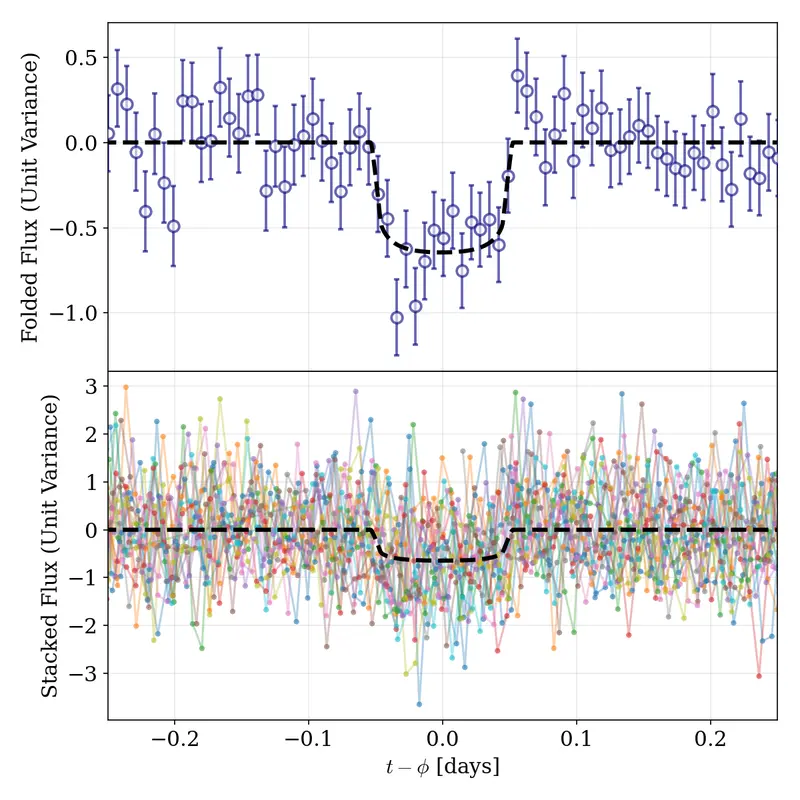 Folded Flux (Unit Variance)
0.5
0.0
−0.5
−1.0
Stacked Flux (Unit Variance)
3
2
1
0
−1
−2
−3
−0.2 −0.1 0.0 0.1 0.2
t − ϕ [days]